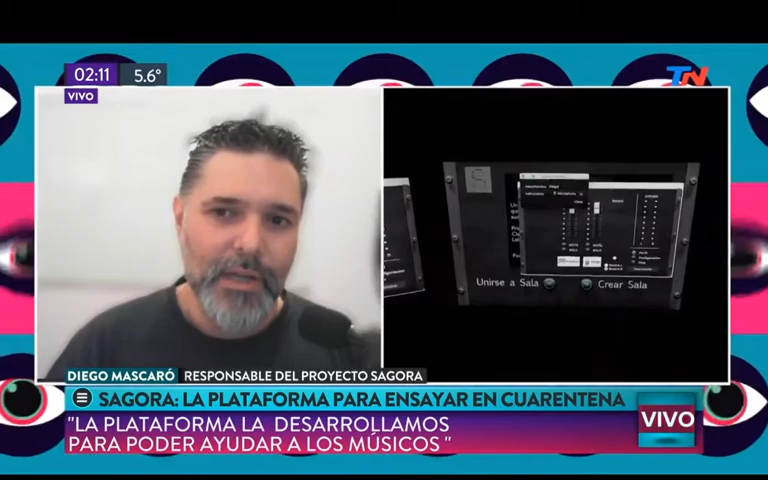 02:11 5.6°
VIVO
TN
Unirse a Sala Crear Sala
DIEGO MASCARÓ RESPONSABLE DEL PROYECTO SAGORA
SAGORA: LA PLATAFORMA PARA ENSAYAR EN CUARENTENA
"LA PLATAFORMA LA DESARROLLAMOS
PARA PODER AYUDAR A LOS MÚSICOS "
VIVO